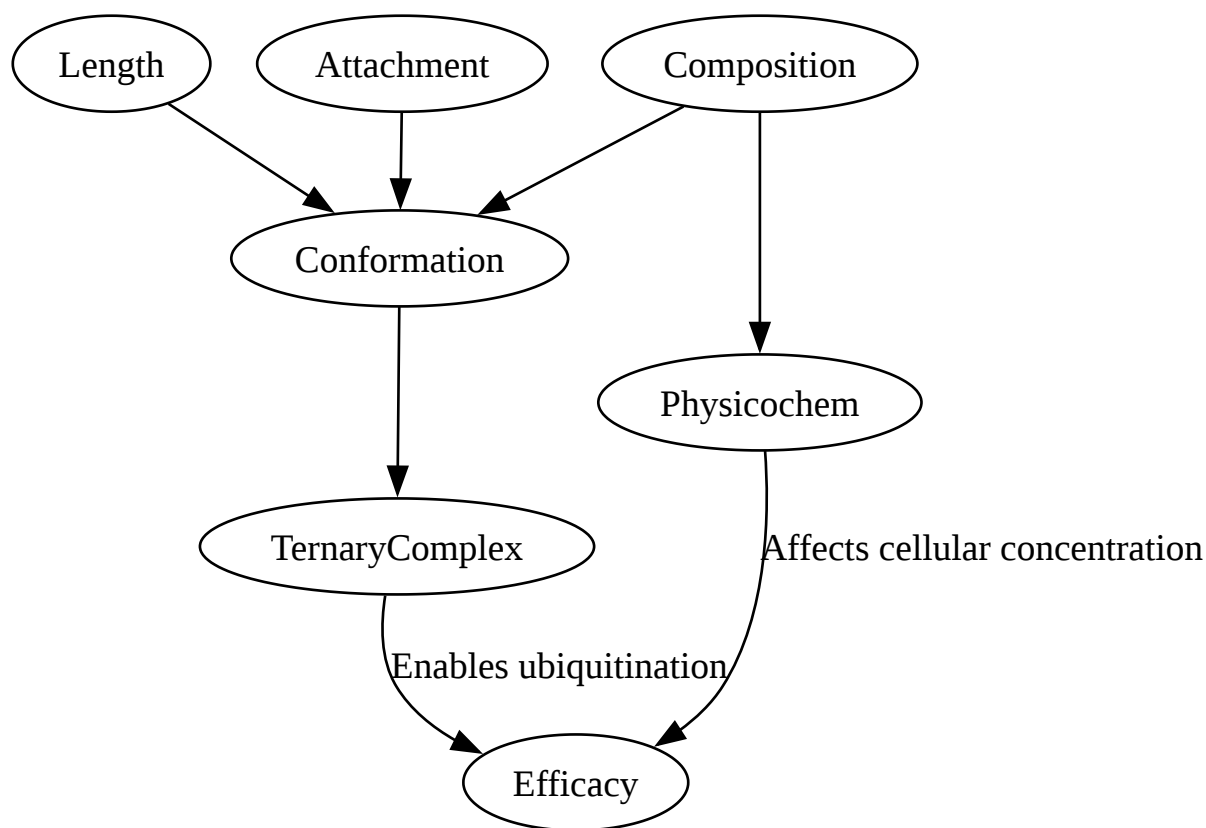 Length
Attachment
Composition
Conformation
Physicochem
TernaryComplex
Affects cellular concentration
Enables ubiquitination
Efficacy